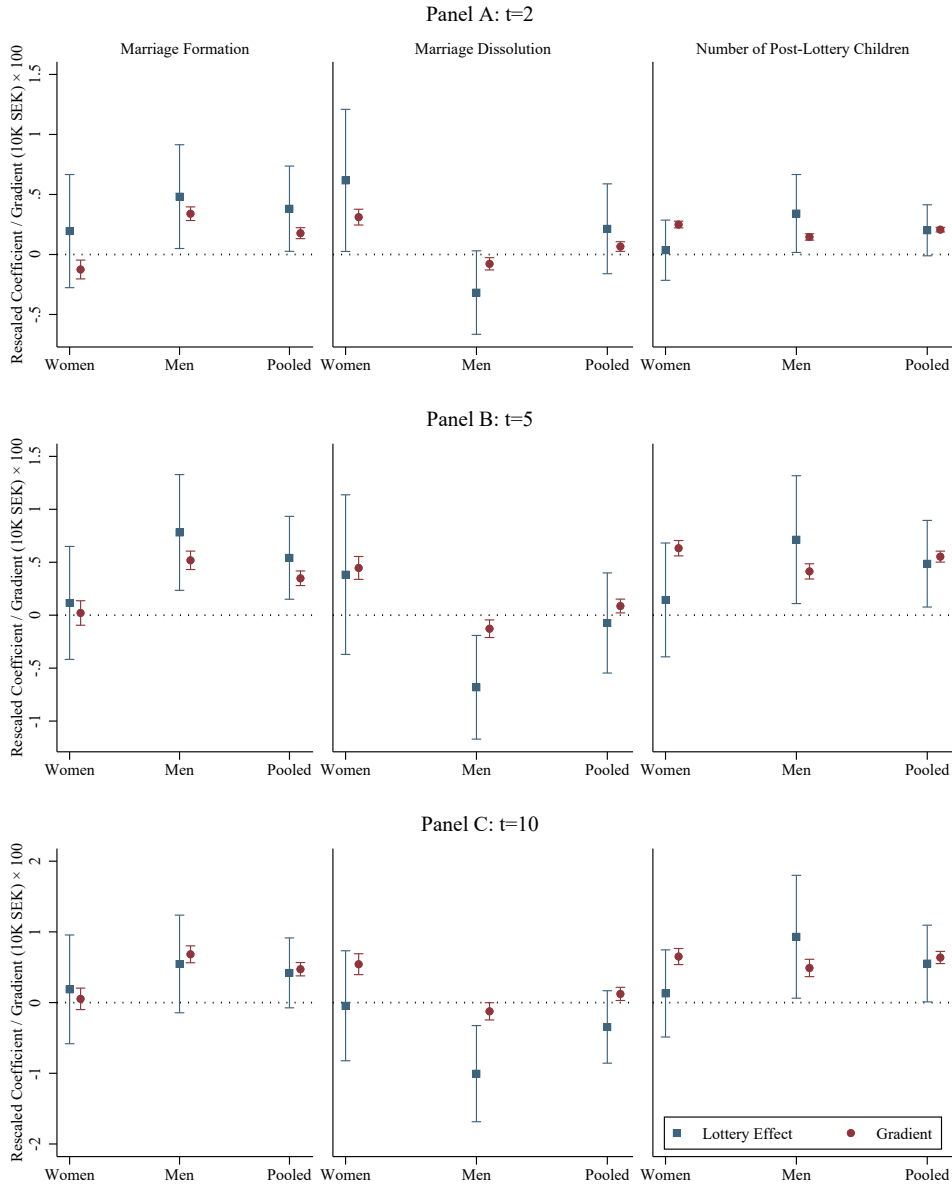 Panel A: t=2
Marriage Formation
Marriage Dissolution
Number of Post-Lottery Children
Rescaled Coefficient / Gradient (10K SEK) × 100
1.5
1
.5
0
-.5
Women
Men
Pooled
Women
Men
Pooled
Women
Men
Pooled
Panel B: t=5
Rescaled Coefficient / Gradient (10K SEK) × 100
1.5
1
.5
0
-.5
-1
Women
Men
Pooled
Women
Men
Pooled
Women
Men
Pooled
Panel C: t=10
Rescaled Coefficient / Gradient (10K SEK) × 100
2
1
0
-1
-2
Lottery Effect
Gradient
Women
Men
Pooled
Women
Men
Pooled
Women
Men
Pooled